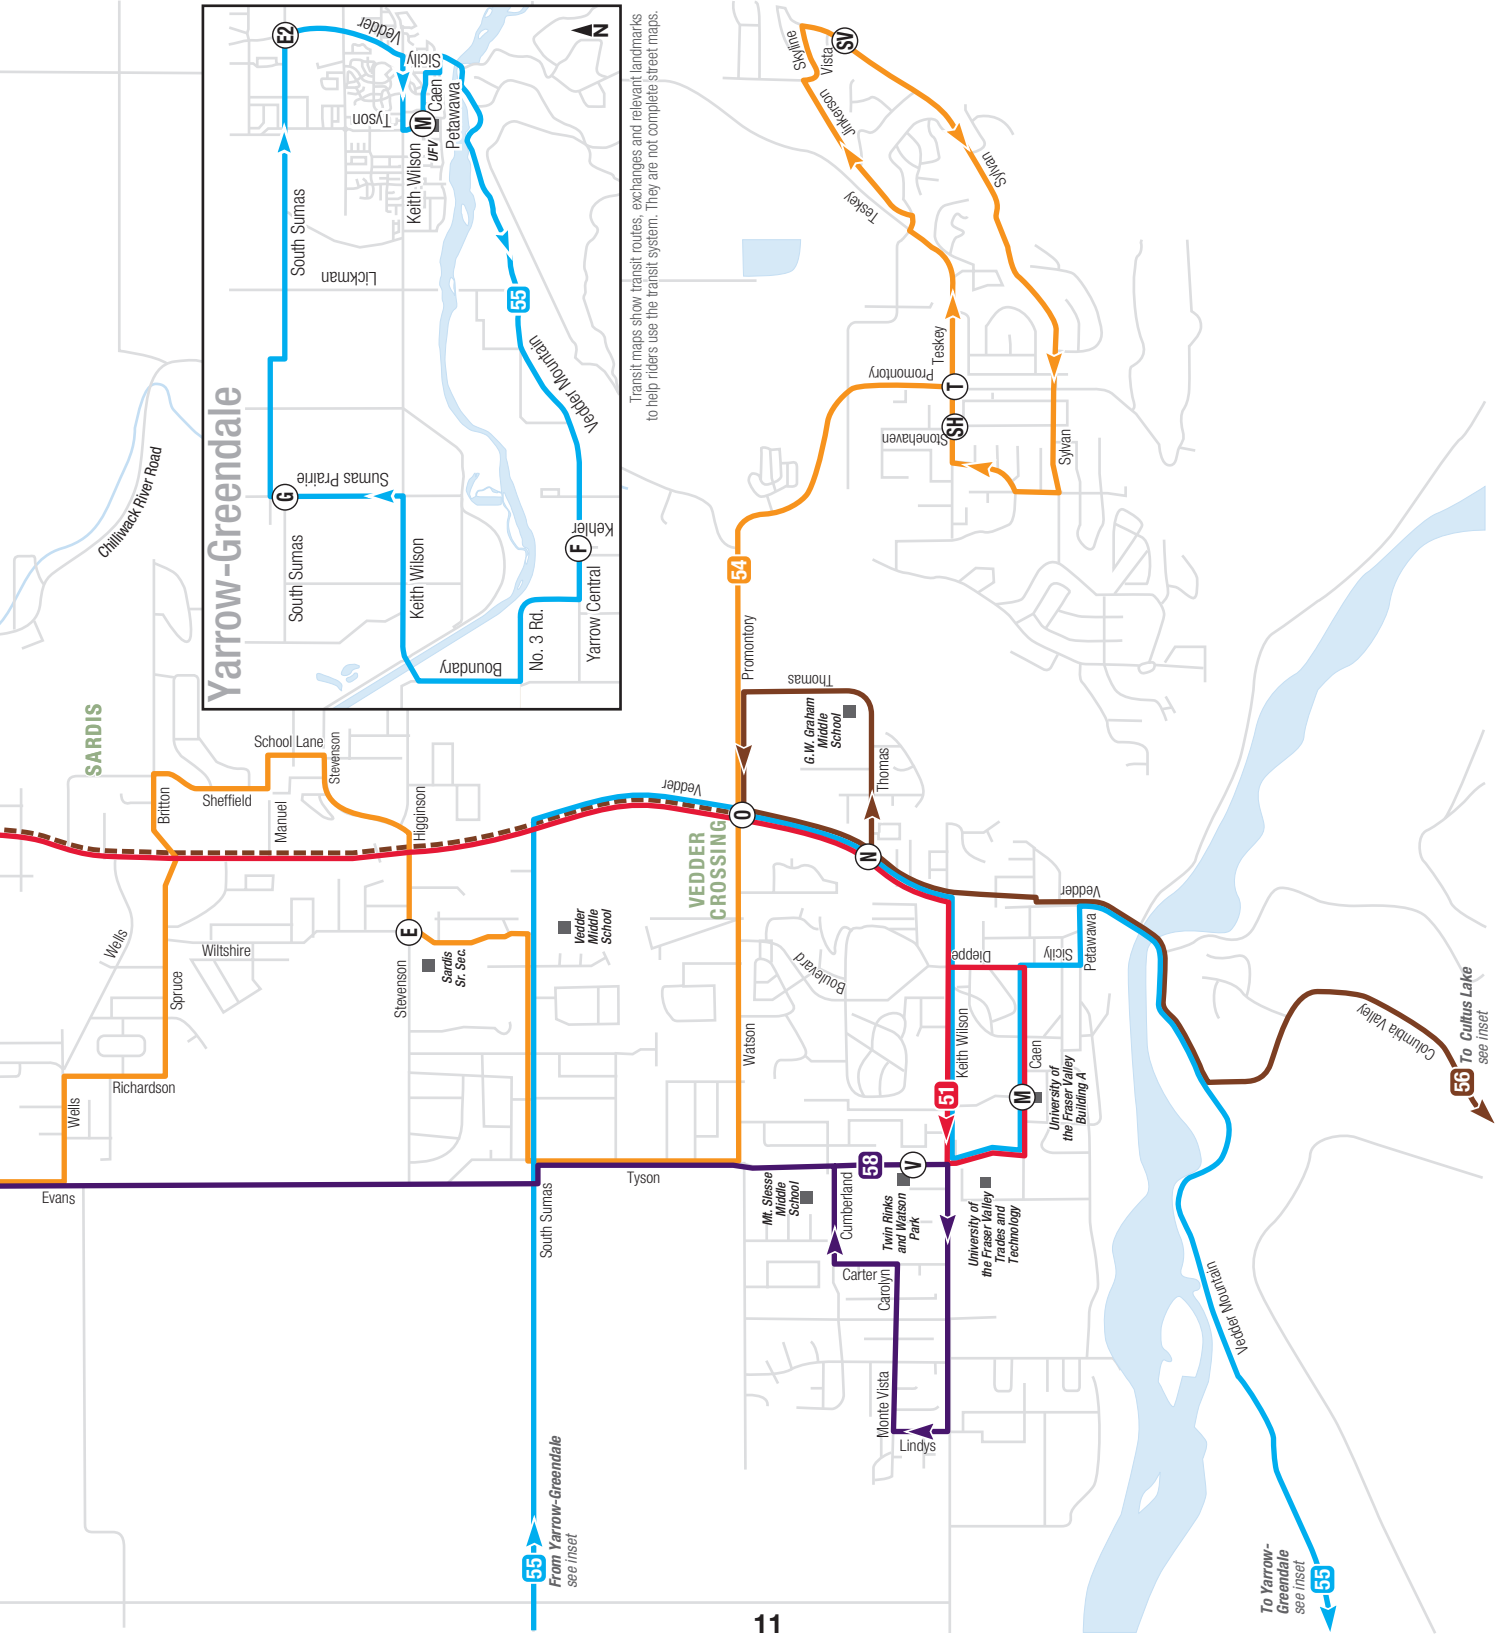 Yarrow-Greendale
N
E2
Vedder
Sicily
Tyson
Caen
M
UFV
Petawawa
Keith Wilson
South Sumas
Lickman
55
Vedder Mountain
G
Sumas Prairie
South Sumas
Keith Wilson
Kehler
F
No. 3 Rd.
Yarrow Central
Boundary
Transit maps show transit routes, exchanges and relevant landmarks
to help riders use the transit system. They are not complete street maps.
Chilliwack River Road
SARDIS
Skyline
Vista
SV
Jinkerson
Teskey
Sylvan
Teskey
Promontory
T
SH
Stonehaven
Sylvan
54
Promontory
Thomas
G.W. Graham
Middle
School
Thomas
School Lane
Stevenson
Britton
Sheffield
Manuel
Higginson
Vedder
O
N
VEDDER
CROSSING
Wells
Wiltshire
Spruce
Richardson
Wells
Evans
E
Stevenson
Sardis
Sr. Sec.
Vedder
Middle
School
Watson
Boulevard
Vedder
Dieppe
Sicily
Petawawa
Keith Wilson
Caen
51
M
University of
the Fraser Valley
Building A
Columbia Valley
56
To Cultus Lake
see inset
Tyson
South Sumas
58
V
Mt. Slesse
Middle
School
Cumberland
Twin Rinks
and Watson
Park
University of
the Fraser Valley
Trades and
Technology
Carter
Carolyn
Monte Vista
Lindys
Vedder Mountain
55
From Yarrow-Greendale
see inset
To Yarrow-
Greendale
see inset
55
11